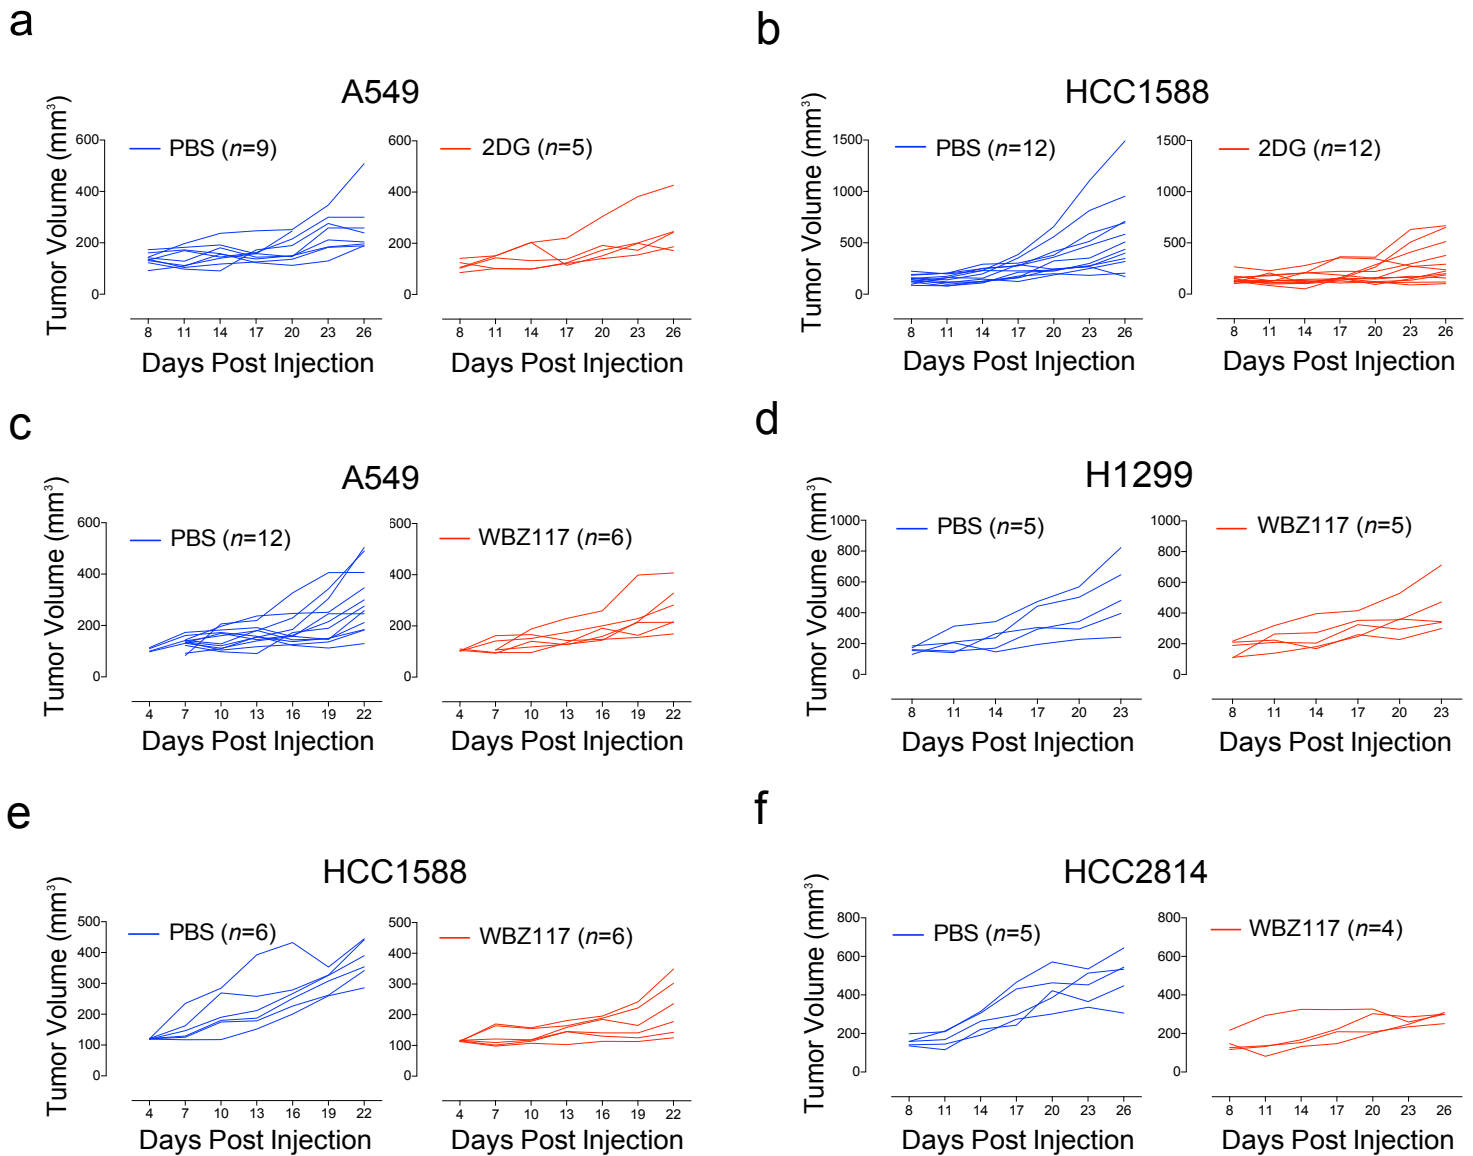 a
A549
Tumor Volume (mm³)
600
400
200
0
PBS (n=9)
8 11 14 17 20 23 26
Days Post Injection
600
400
200
0
2DG (n=5)
8 11 14 17 20 23 26
Days Post Injection
b
HCC1588
Tumor Volume (mm³)
1500
1000
500
0
PBS (n=12)
8 11 14 17 20 23 26
Days Post Injection
1500
1000
500
0
2DG (n=12)
8 11 14 17 20 23 26
Days Post Injection
c
A549
Tumor Volume (mm³)
600
400
200
0
PBS (n=12)
4 7 10 13 16 19 22
Days Post Injection
600
400
200
0
WBZ117 (n=6)
4 7 10 13 16 19 22
Days Post Injection
d
H1299
Tumor Volume (mm³)
1000
800
600
400
200
0
PBS (n=5)
8 11 14 17 20 23
Days Post Injection
1000
800
600
400
200
0
WBZ117 (n=5)
8 11 14 17 20 23
Days Post Injection
e
HCC1588
Tumor Volume (mm³)
500
400
300
200
100
0
PBS (n=6)
4 7 10 13 16 19 22
Days Post Injection
500
400
300
200
100
0
WBZ117 (n=6)
4 7 10 13 16 19 22
Days Post Injection
f
HCC2814
Tumor Volume (mm³)
800
600
400
200
0
PBS (n=5)
8 11 14 17 20 23 26
Days Post Injection
800
600
400
200
0
WBZ117 (n=4)
8 11 14 17 20 23 26
Days Post Injection